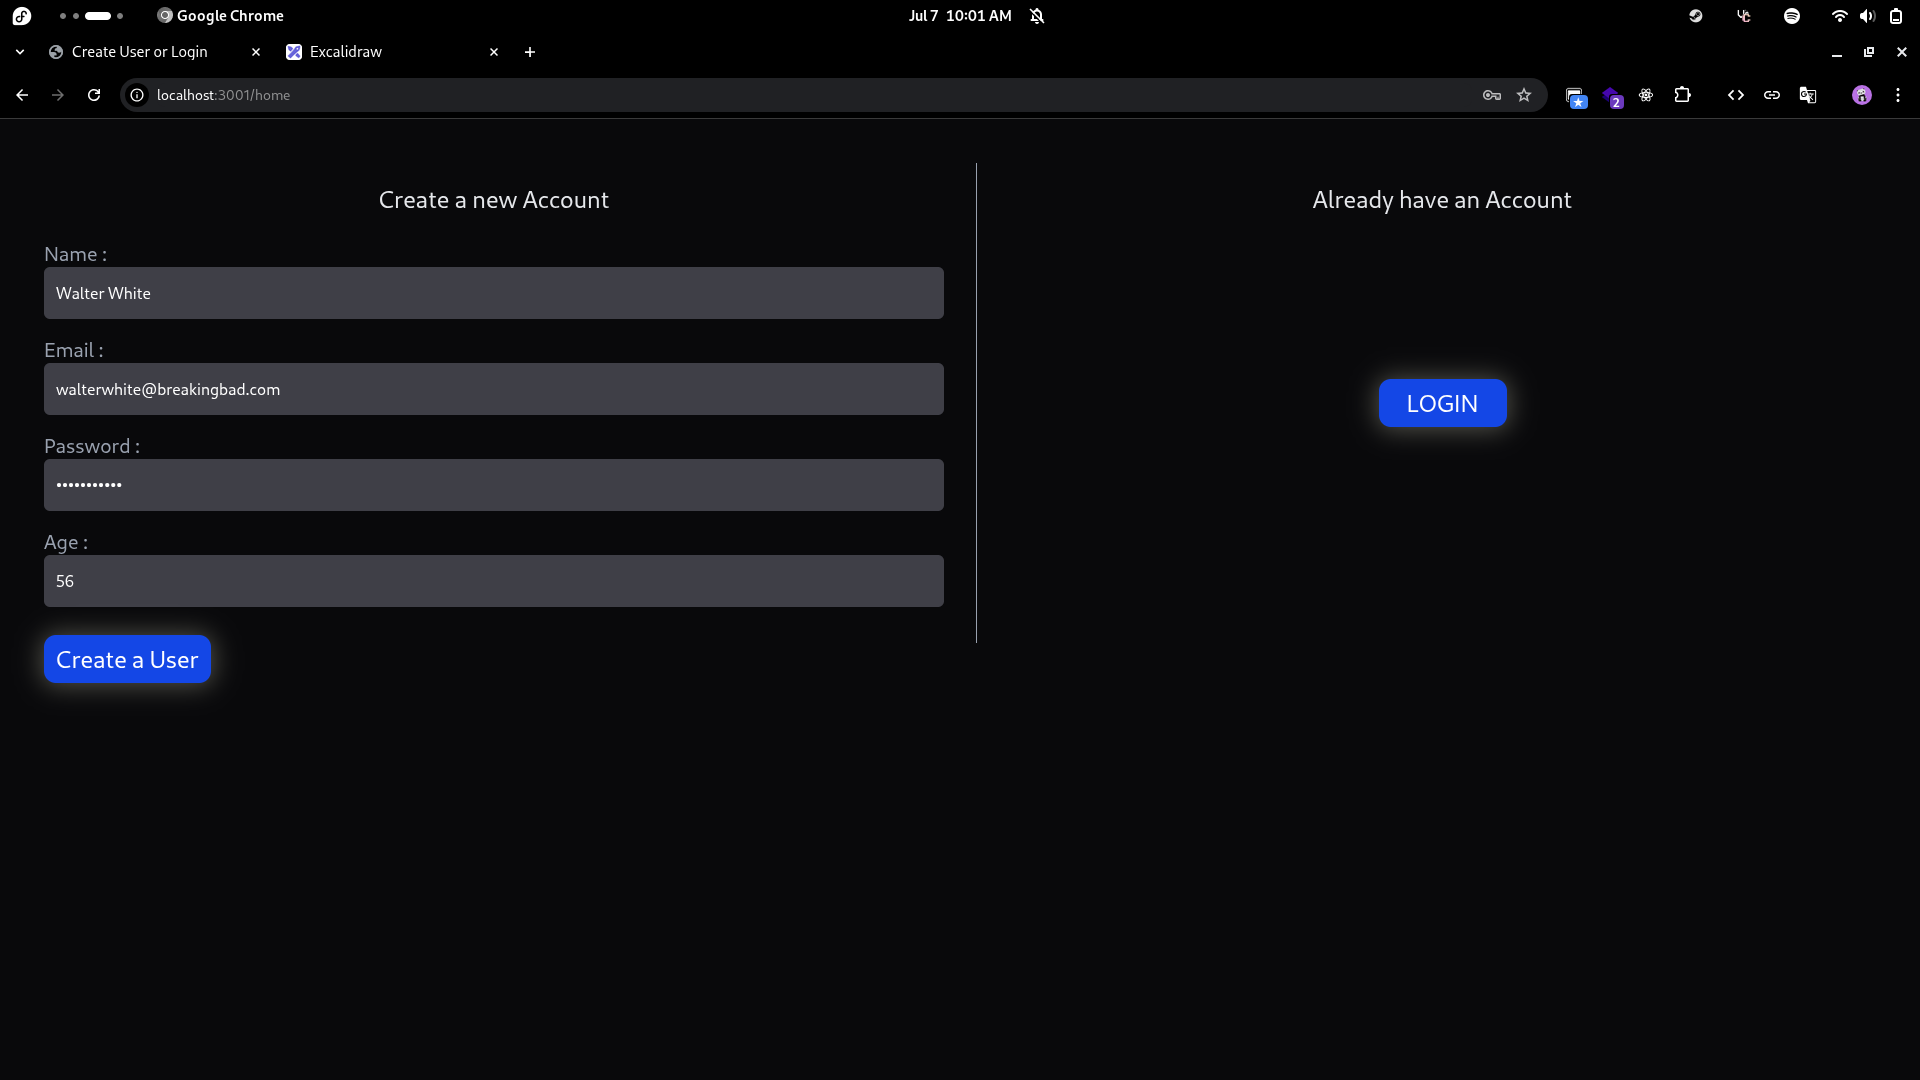 Google Chrome
Jul 7 10:01 AM
Create User or Login
Excalidraw
localhost:3001/home
2
Create a new Account
Name :
Walter White
Email :
walterwhite@breakingbad.com
Password :
•••••••••••
Age :
56
Create a User
Already have an Account
LOGIN